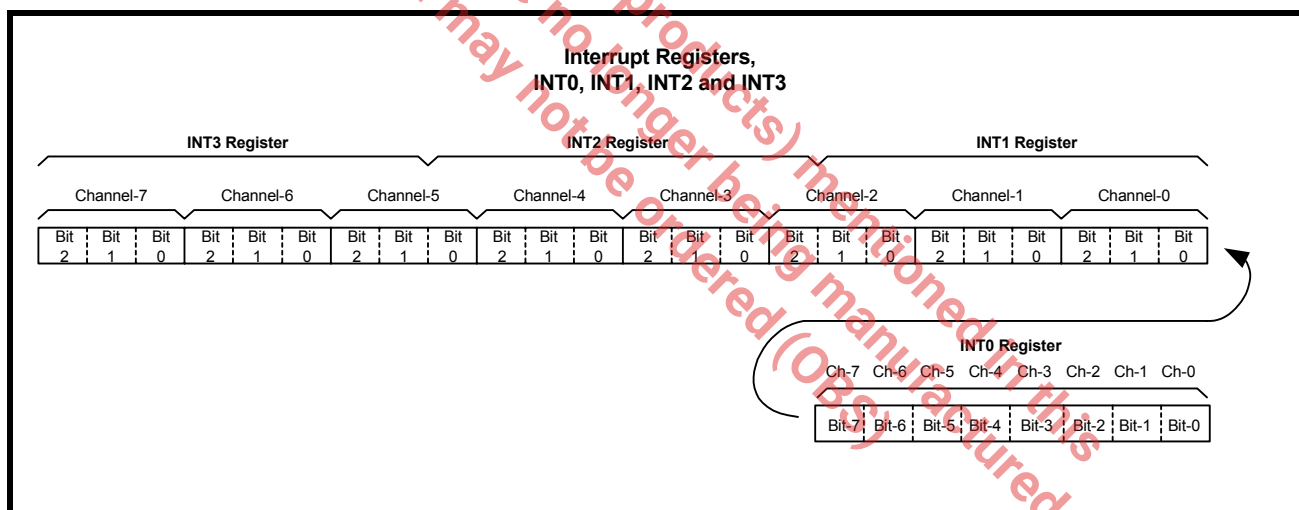 Interrupt Registers,
INT0, INT1, INT2 and INT3
INT3 Register INT2 Register INT1 Register
Channel-7 Channel-6 Channel-5 Channel-4 Channel-3 Channel-2 Channel-1 Channel-0
Bit Bit Bit Bit Bit Bit Bit Bit Bit Bit Bit Bit Bit Bit Bit Bit Bit Bit Bit Bit Bit Bit Bit Bit
2 1 0 2 1 0 2 1 0 2 1 0 2 1 0 2 1 0 2 1 0 2 1 0
INT0 Register
Ch-7 Ch-6 Ch-5 Ch-4 Ch-3 Ch-2 Ch-1 Ch-0
Bit-7 Bit-6 Bit-5 Bit-4 Bit-3 Bit-2 Bit-1 Bit-0
products) mentioned in this
no longer being manufactured
may not be ordered (OBS)